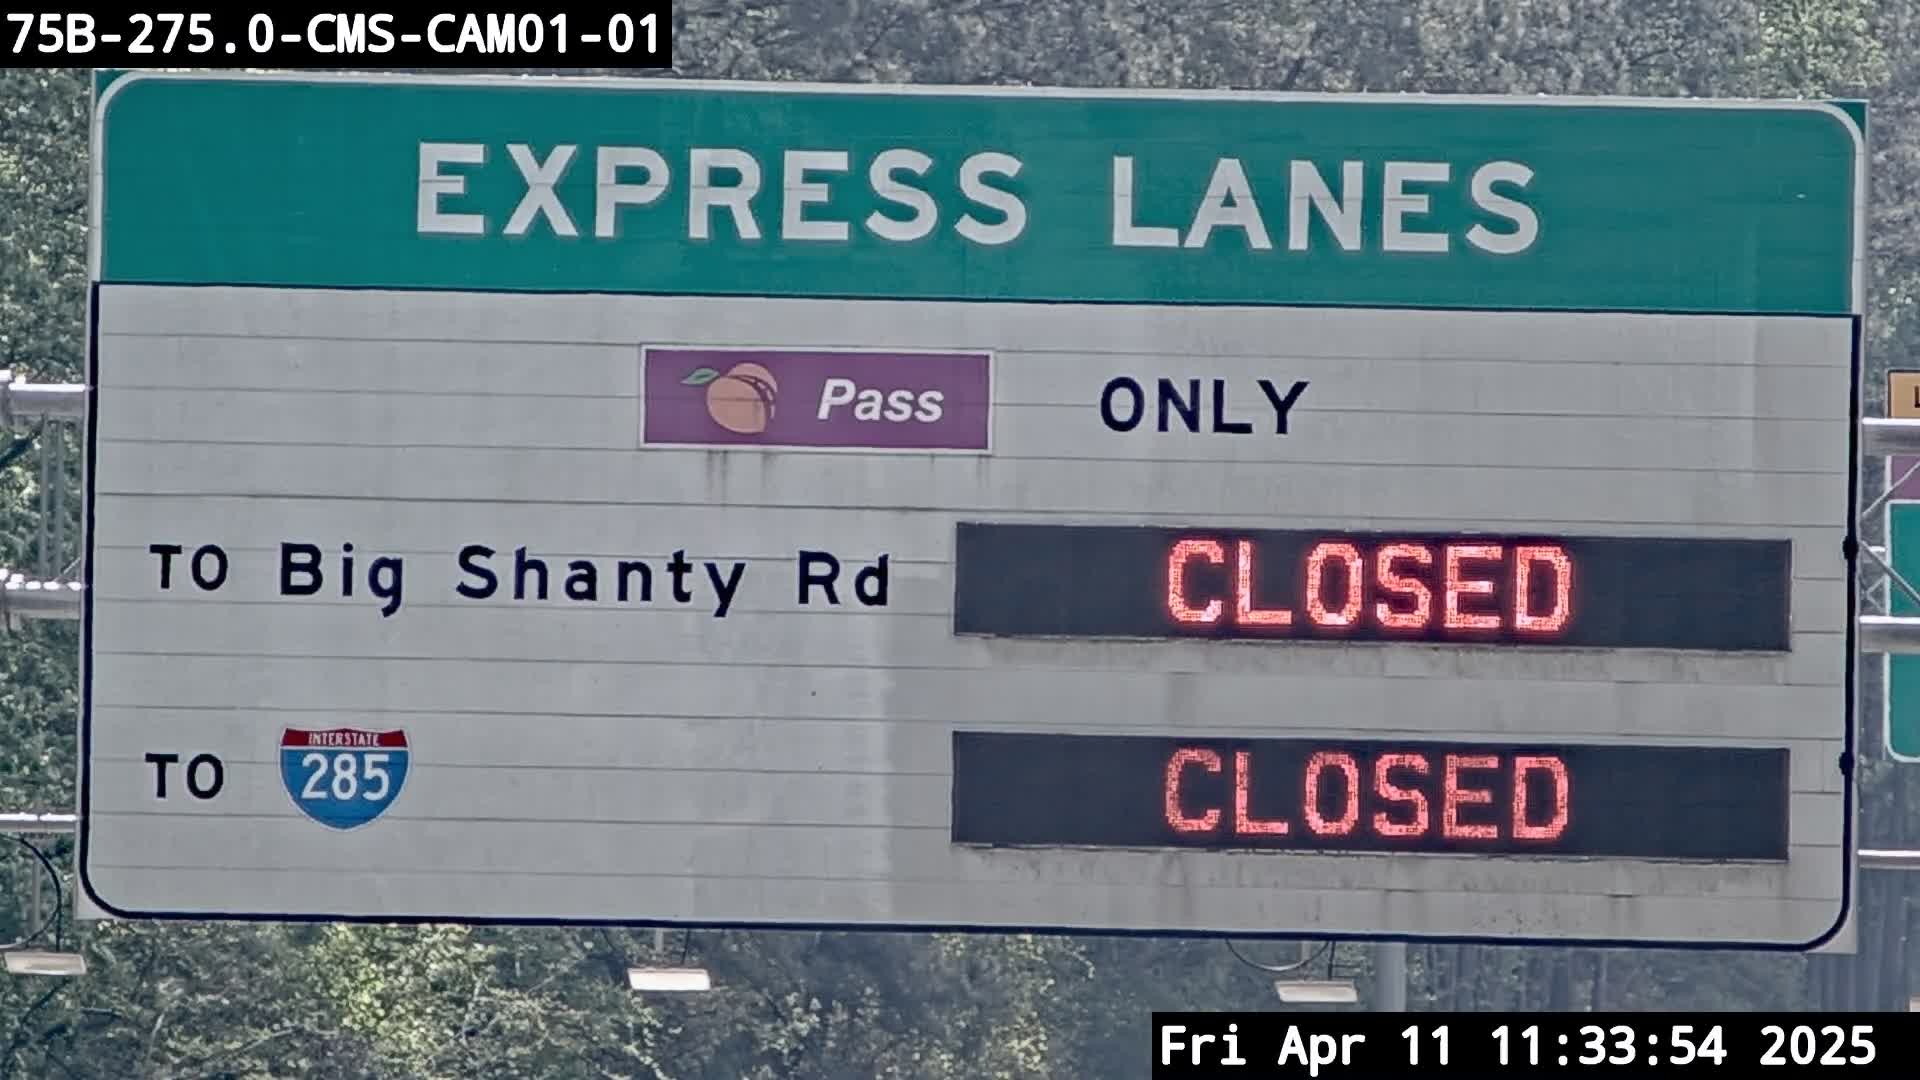 75B-275.0-CMS-CAM01-01
EXPRESS LANES
Pass ONLY
TO Big Shanty Rd CLOSED
TO INTERSTATE 285 CLOSED
Fri Apr 11 11:33:54 2025